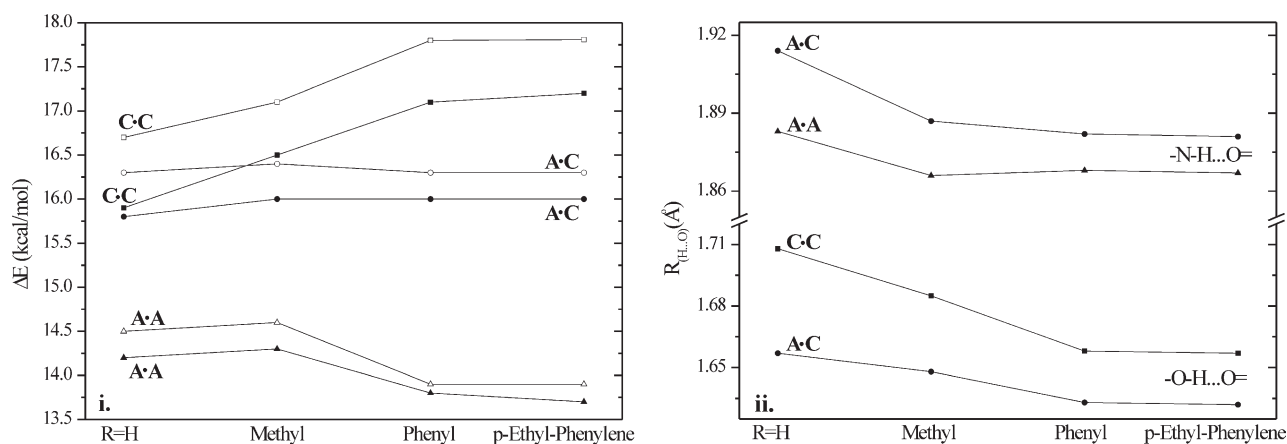 18.0
17.5
17.0
16.5
16.0
15.5
15.0
14.5
14.0
13.5
ΔE (kcal/mol)
C·C
C·C
A·C
A·C
A·A
A·A
i.
R=H Methyl Phenyl p-Ethyl-Phenylene
1.92
1.89
1.86
1.71
1.68
1.65
R(H...O)(Å)
A·C
A·A
-N-H...O=
C·C
A·C
-O-H...O=
ii.
R=H Methyl Phenyl p-Ethyl-Phenylene